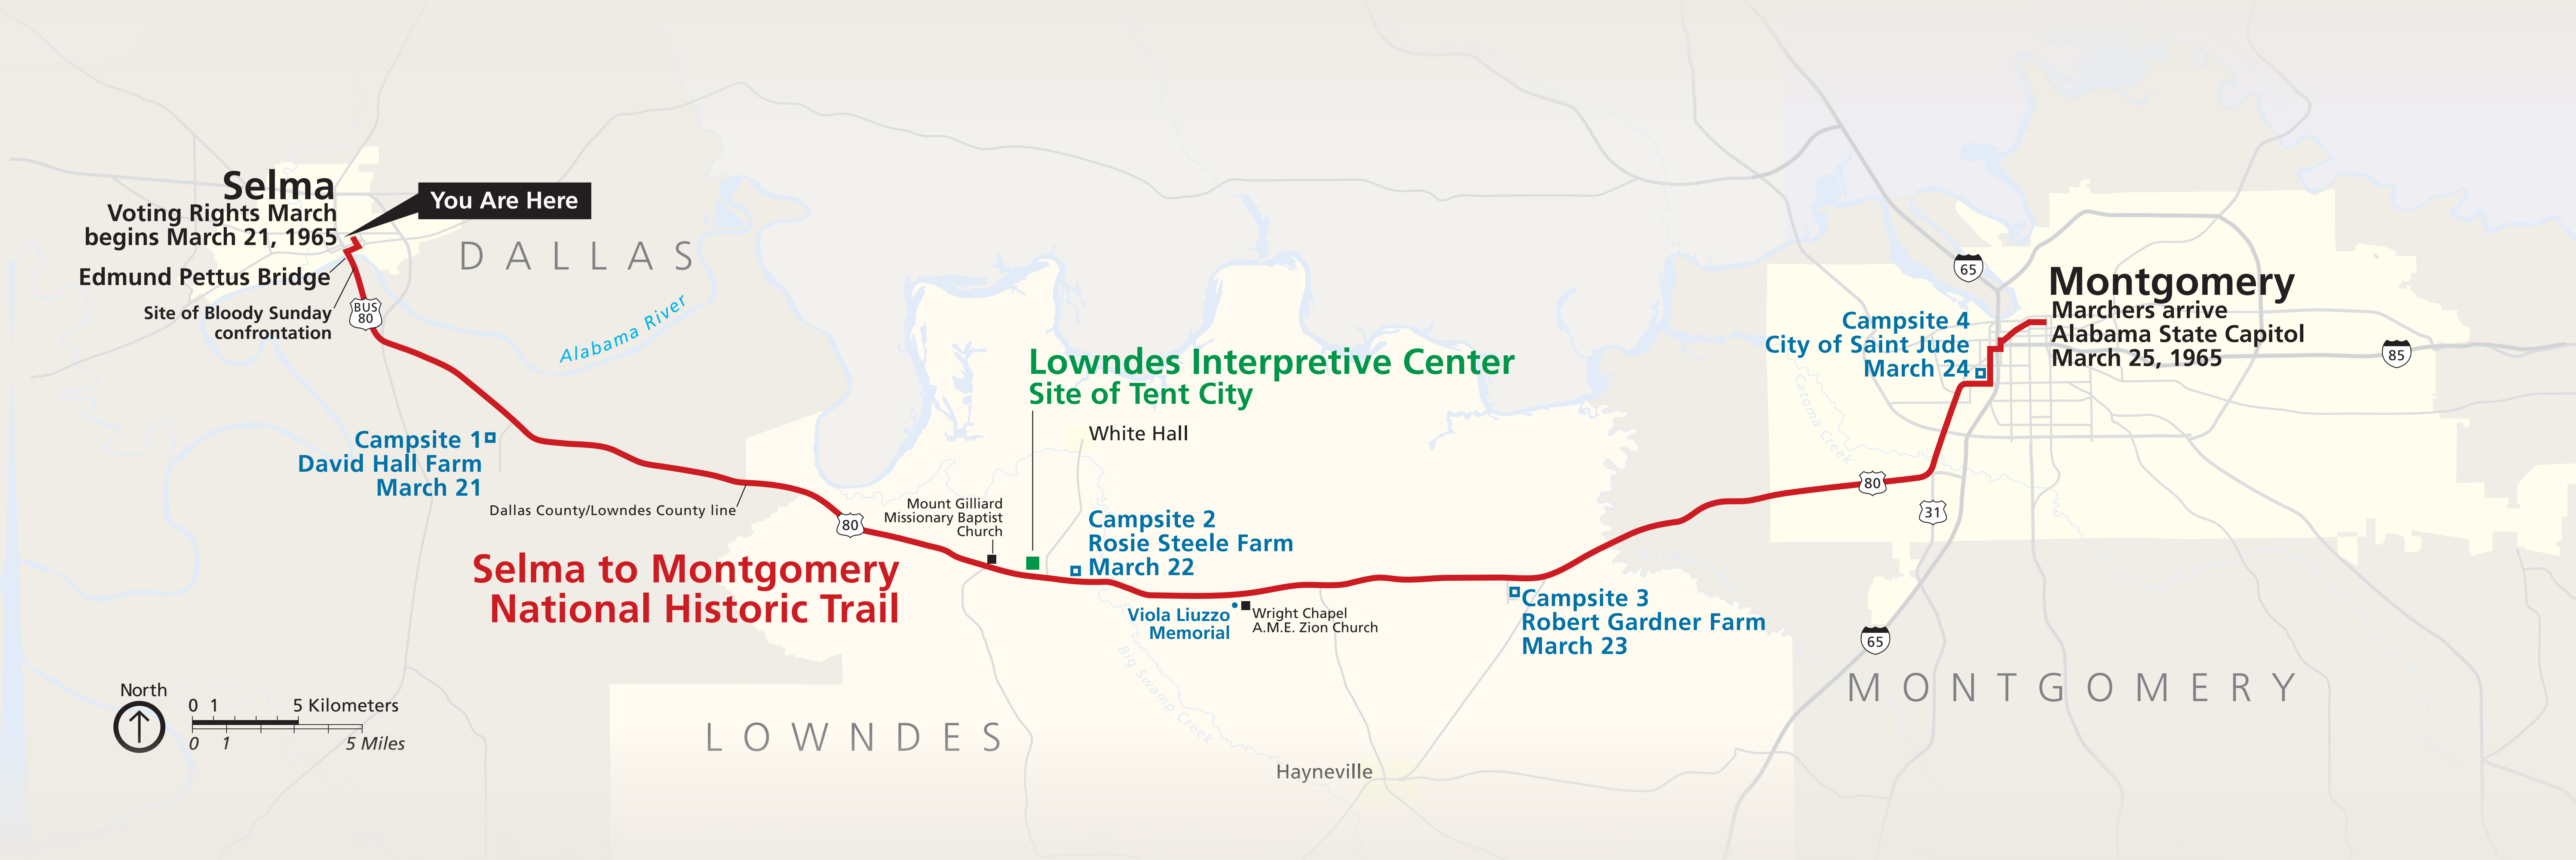 Selma
Voting Rights March
begins March 21, 1965
You Are Here
Edmund Pettus Bridge
Site of Bloody Sunday
confrontation
BUS
80
DALLAS
Alabama River
Campsite 1
David Hall Farm
March 21
Dallas County/Lowndes County line
80
Selma to Montgomery
National Historic Trail
Mount Gilliard
Missionary Baptist
Church
Lowndes Interpretive Center
Site of Tent City
White Hall
Campsite 2
Rosie Steele Farm
March 22
Viola Liuzzo
Memorial
Wright Chapel
A.M.E. Zion Church
Big Swamp Creek
Campsite 3
Robert Gardner Farm
March 23
Campsite 4
City of Saint Jude
March 24
Catoma Creek
65
Montgomery
Marchers arrive
Alabama State Capitol
March 25, 1965
85
80
31
65
MONTGOMERY
LOWNDES
Hayneville
North
0 1 5 Kilometers
0 1 5 Miles